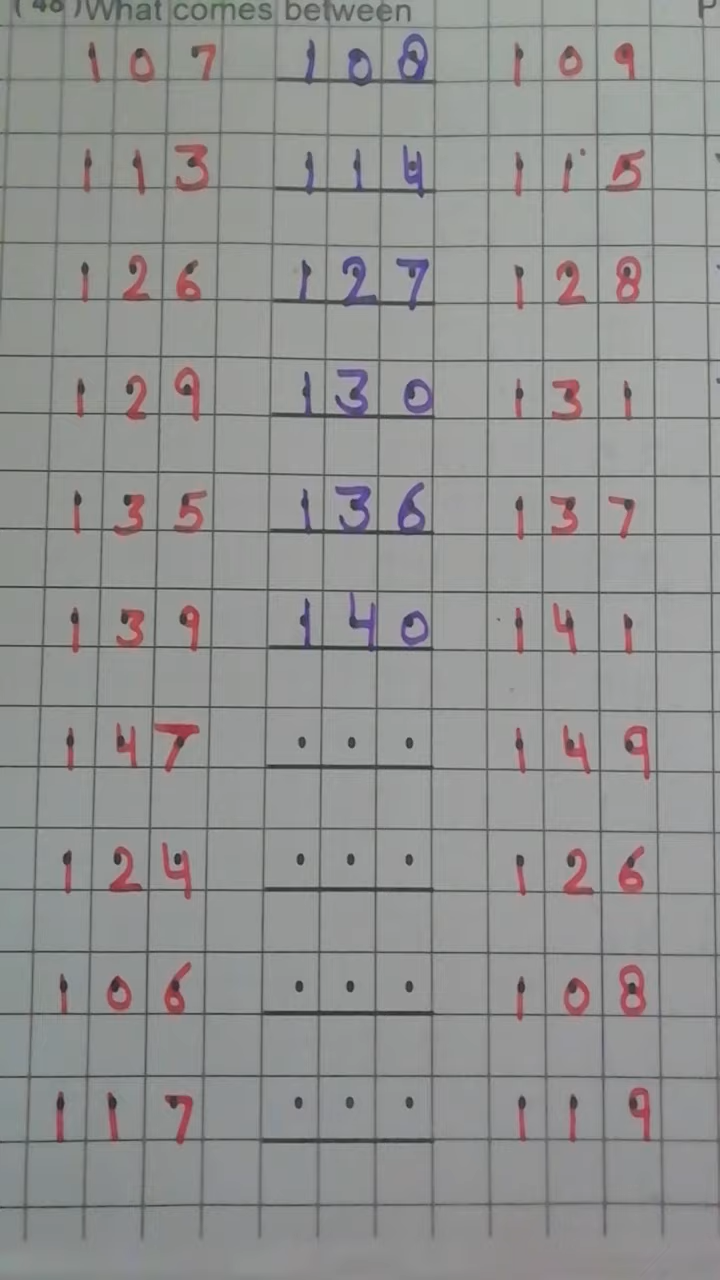 (48) What comes between
107 108 109
113 114 115
126 127 128
129 130 131
135 136 137
139 140 141
147 ... 149
124 ... 126
106 ... 108
117 ... 119